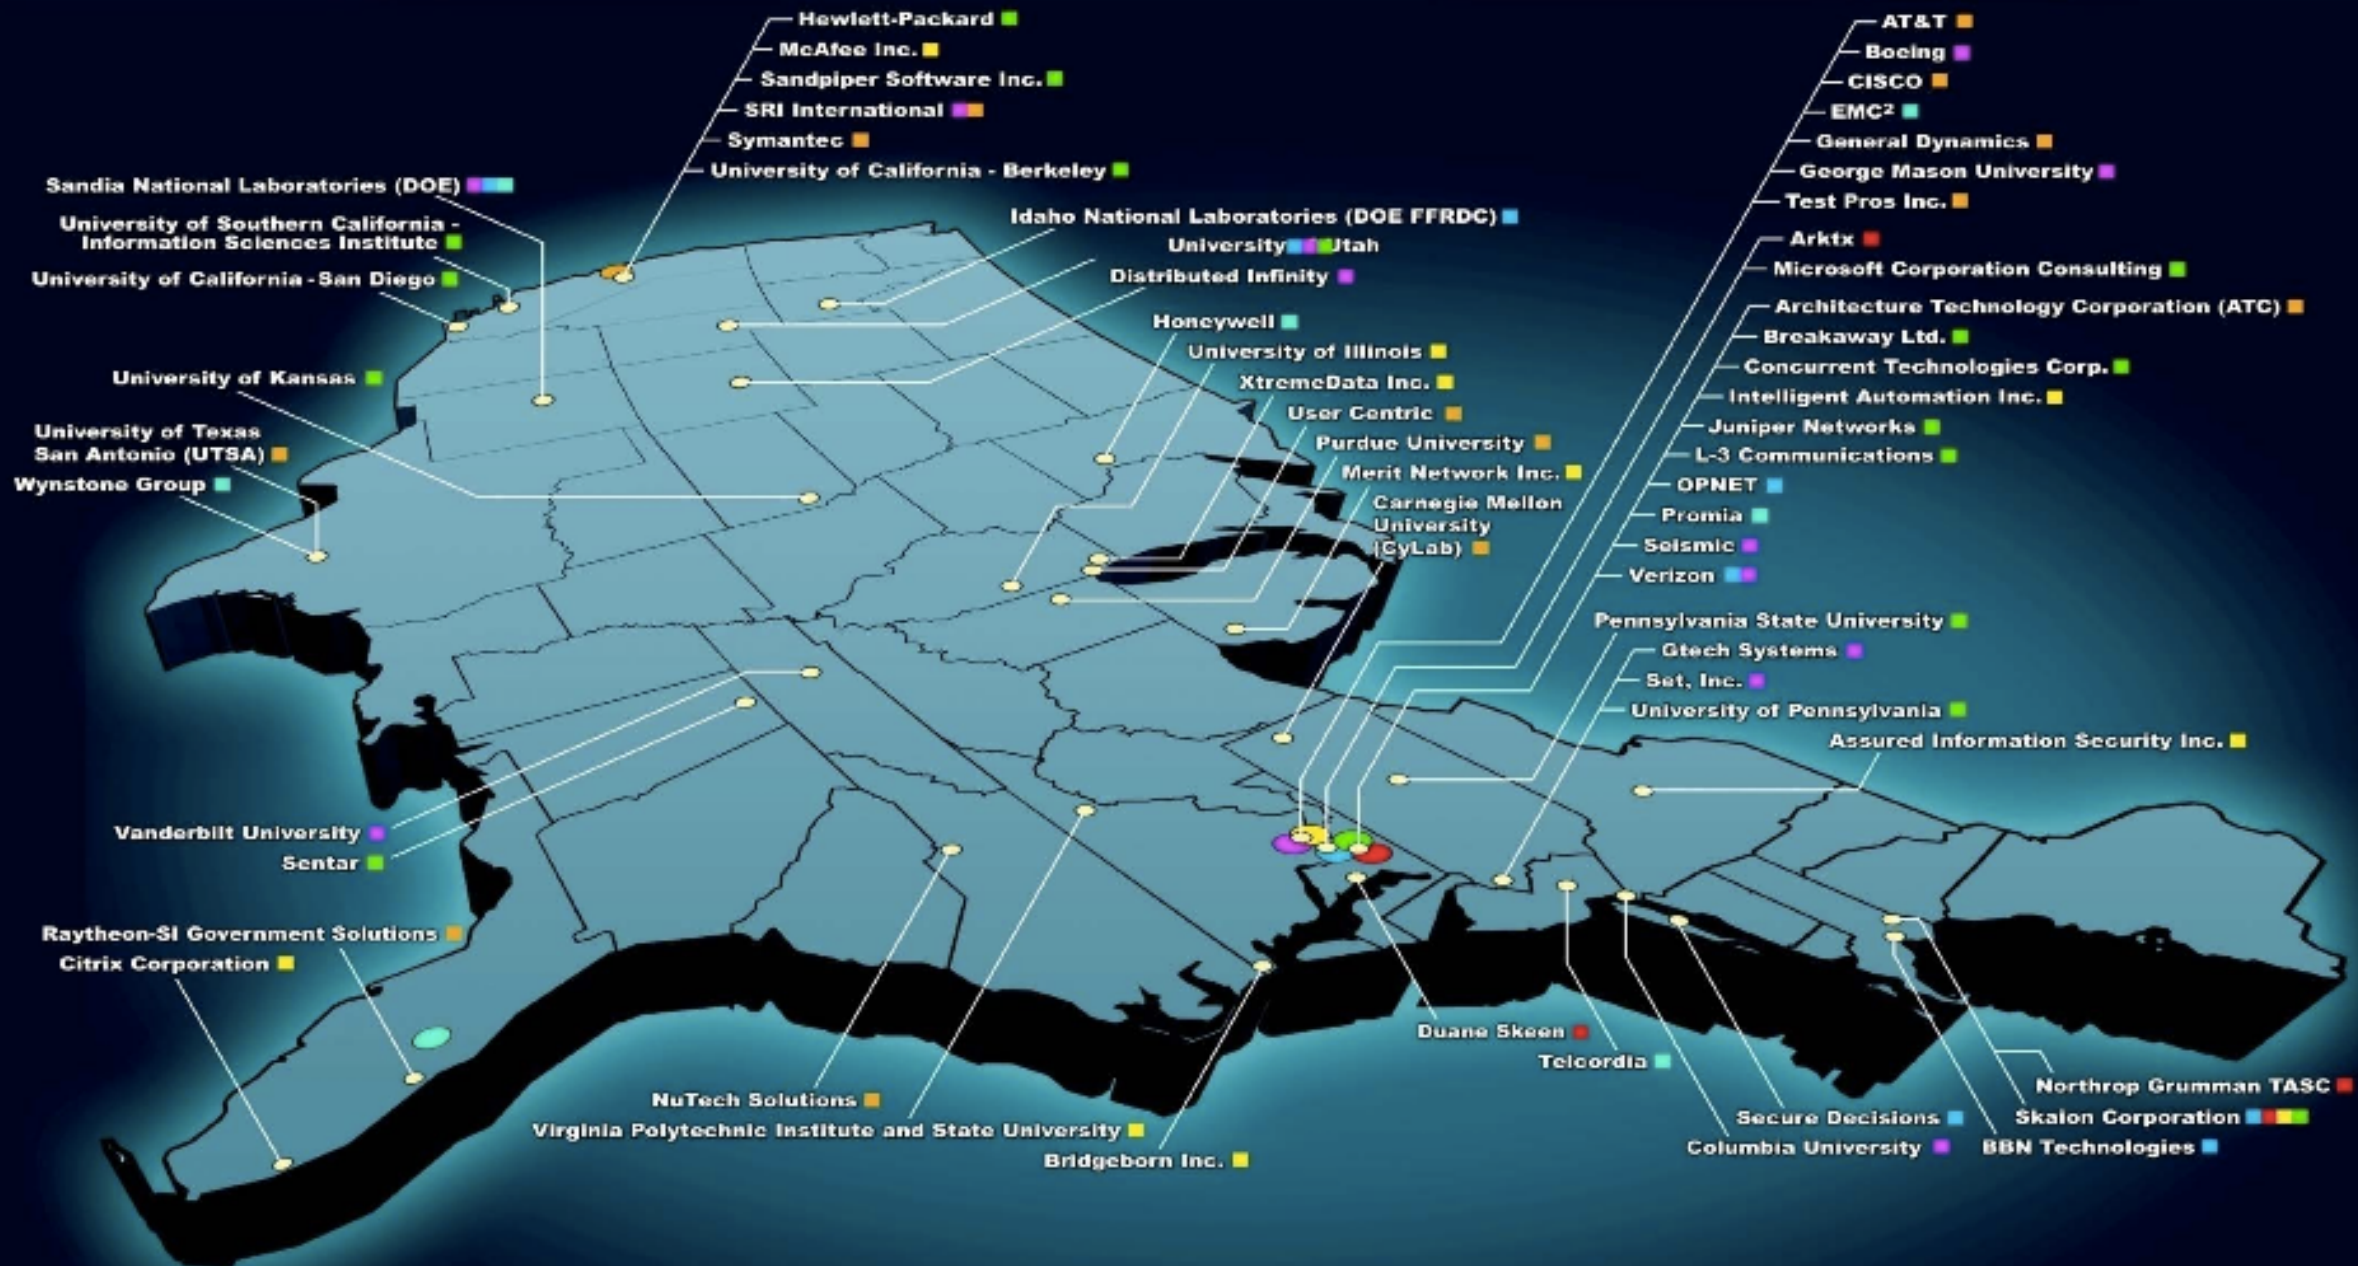 Hewlett-Packard
McAfee Inc.
Sandpiper Software Inc.
SRI International
Symantec
University of California - Berkeley
Sandia National Laboratories (DOE)
University of Southern California -
Information Sciences Institute
University of California - San Diego
University of Kansas
University of Texas
San Antonio (UTSA)
Wynstone Group
Idaho National Laboratories (DOE FFRDC)
University Utah
Distributed Infinity
Honeywell
University of Illinois
XtremeData Inc.
User Centric
Purdue University
Merit Network Inc.
Carnegie Mellon
University
(CyLab)
AT&T
Boeing
CISCO
EMC²
General Dynamics
George Mason University
Test Pros Inc.
Arktx
Microsoft Corporation Consulting
Architecture Technology Corporation (ATC)
Breakaway Ltd.
Concurrent Technologies Corp.
Intelligent Automation Inc.
Juniper Networks
L-3 Communications
OPNET
Promia
Seismic
Verizon
Pennsylvania State University
Gtech Systems
Set, Inc.
University of Pennsylvania
Assured Information Security Inc.
Vanderbilt University
Sentar
Raytheon-SI Government Solutions
Citrix Corporation
NuTech Solutions
Virginia Polytechnic Institute and State University
Bridgeborn Inc.
Duane Skeen
Telcordia
Secure Decisions
Columbia University
Northrop Grumman TASC
Skaion Corporation
BBN Technologies